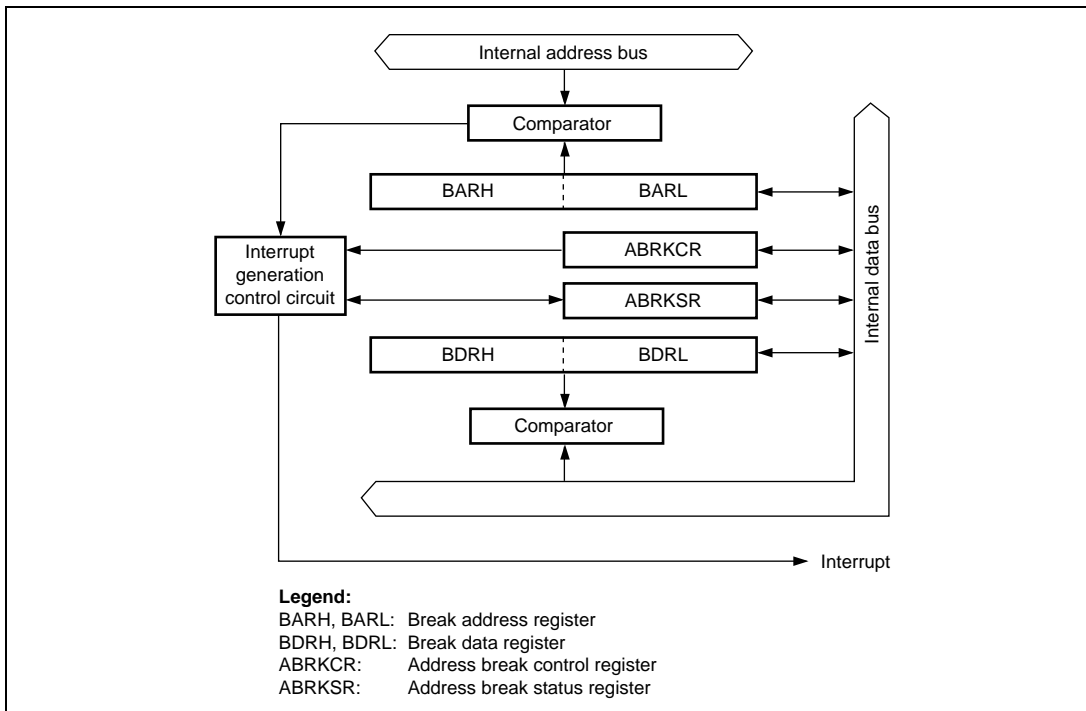 Internal address bus
Comparator
BARH BARL
Interrupt
generation
control circuit
ABRKCR
ABRKSR
Internal data bus
BDRH BDRL
Comparator
Interrupt
Legend:
BARH, BARL: Break address register
BDRH, BDRL: Break data register
ABRKCR: Address break control register
ABRKSR: Address break status register